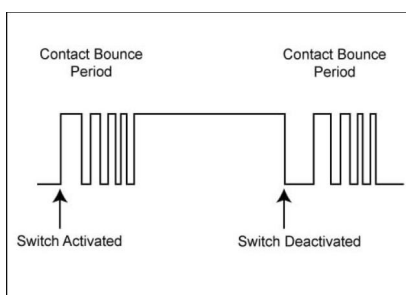 Contact Bounce
Period
Contact Bounce
Period
Switch Activated
Switch Deactivated